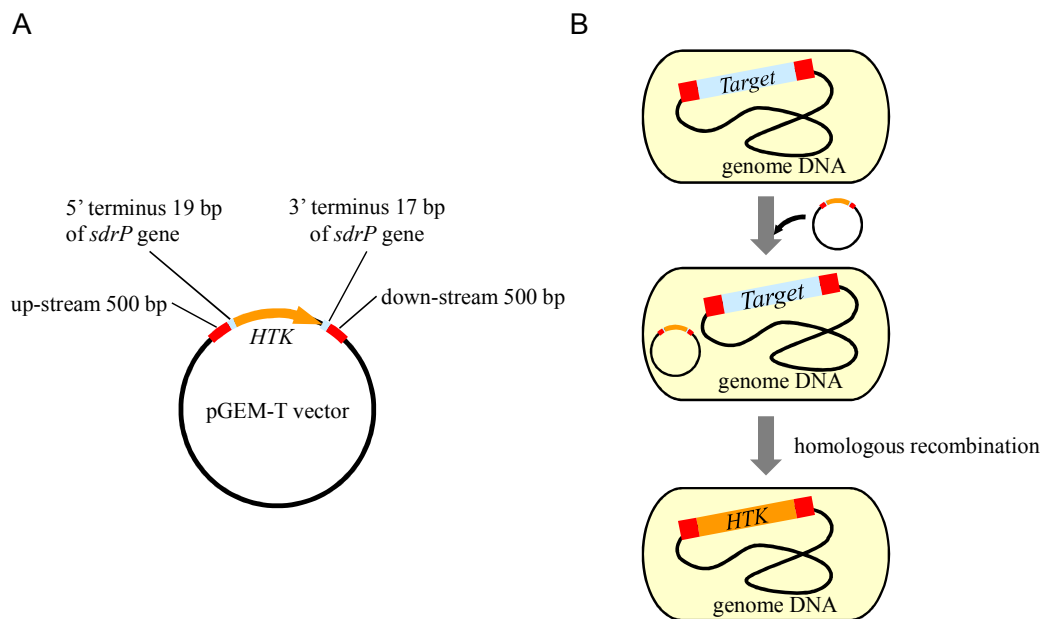 A
5’ terminus 19 bp
of sdrP gene
3’ terminus 17 bp
of sdrP gene
up-stream 500 bp
down-stream 500 bp
HTK
pGEM-T vector
B
Target
genome DNA
Target
genome DNA
homologous recombination
HTK
genome DNA